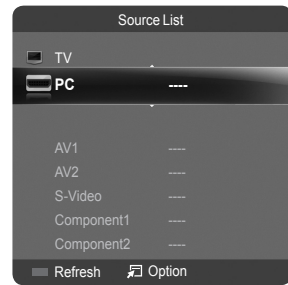 Source List
TV
PC ----
AV1 ----
AV2 ----
S-Video ----
Component1 ----
Component2 ----
Refresh Option